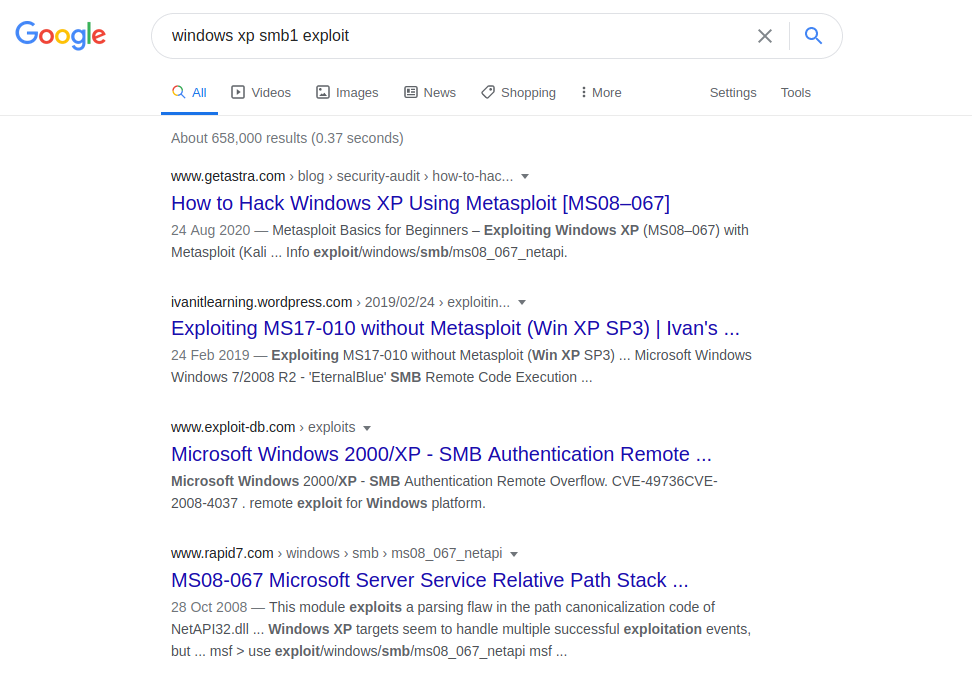 Google
windows xp smb1 exploit
All Videos Images News Shopping More Settings Tools
About 658,000 results (0.37 seconds)
www.getastra.com › blog › security-audit › how-to-hac...
How to Hack Windows XP Using Metasploit [MS08–067]
24 Aug 2020 — Metasploit Basics for Beginners – Exploiting Windows XP (MS08–067) with
Metasploit (Kali ... Info exploit/windows/smb/ms08_067_netapi.
ivanitlearning.wordpress.com › 2019/02/24 › exploitin...
Exploiting MS17-010 without Metasploit (Win XP SP3) | Ivan's ...
24 Feb 2019 — Exploiting MS17-010 without Metasploit (Win XP SP3) ... Microsoft Windows
Windows 7/2008 R2 - 'EternalBlue' SMB Remote Code Execution ...
www.exploit-db.com › exploits
Microsoft Windows 2000/XP - SMB Authentication Remote ...
Microsoft Windows 2000/XP - SMB Authentication Remote Overflow. CVE-49736CVE-
2008-4037 . remote exploit for Windows platform.
www.rapid7.com › windows › smb › ms08_067_netapi
MS08-067 Microsoft Server Service Relative Path Stack ...
28 Oct 2008 — This module exploits a parsing flaw in the path canonicalization code of
NetAPI32.dll ... Windows XP targets seem to handle multiple successful exploitation events,
but ... msf > use exploit/windows/smb/ms08_067_netapi msf ...